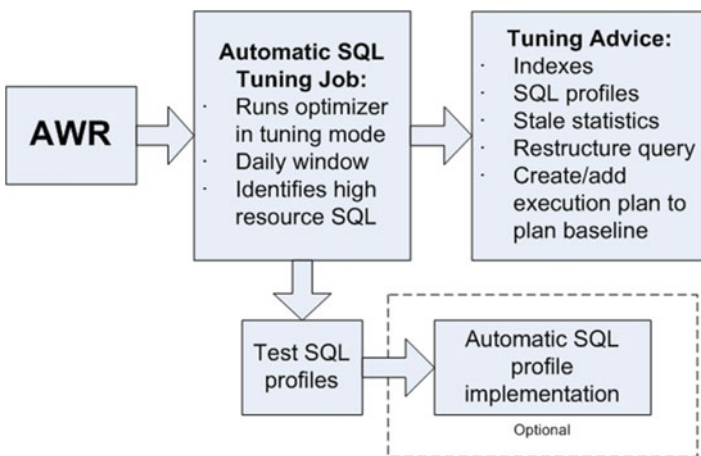 AWR
Automatic SQL
Tuning Job:
· Runs optimizer
in tuning mode
· Daily window
· Identifies high
resource SQL
Tuning Advice:
· Indexes
· SQL profiles
· Stale statistics
· Restructure query
· Create/add
execution plan to
plan baseline
Test SQL
profiles
Automatic SQL
profile
implementation
Optional